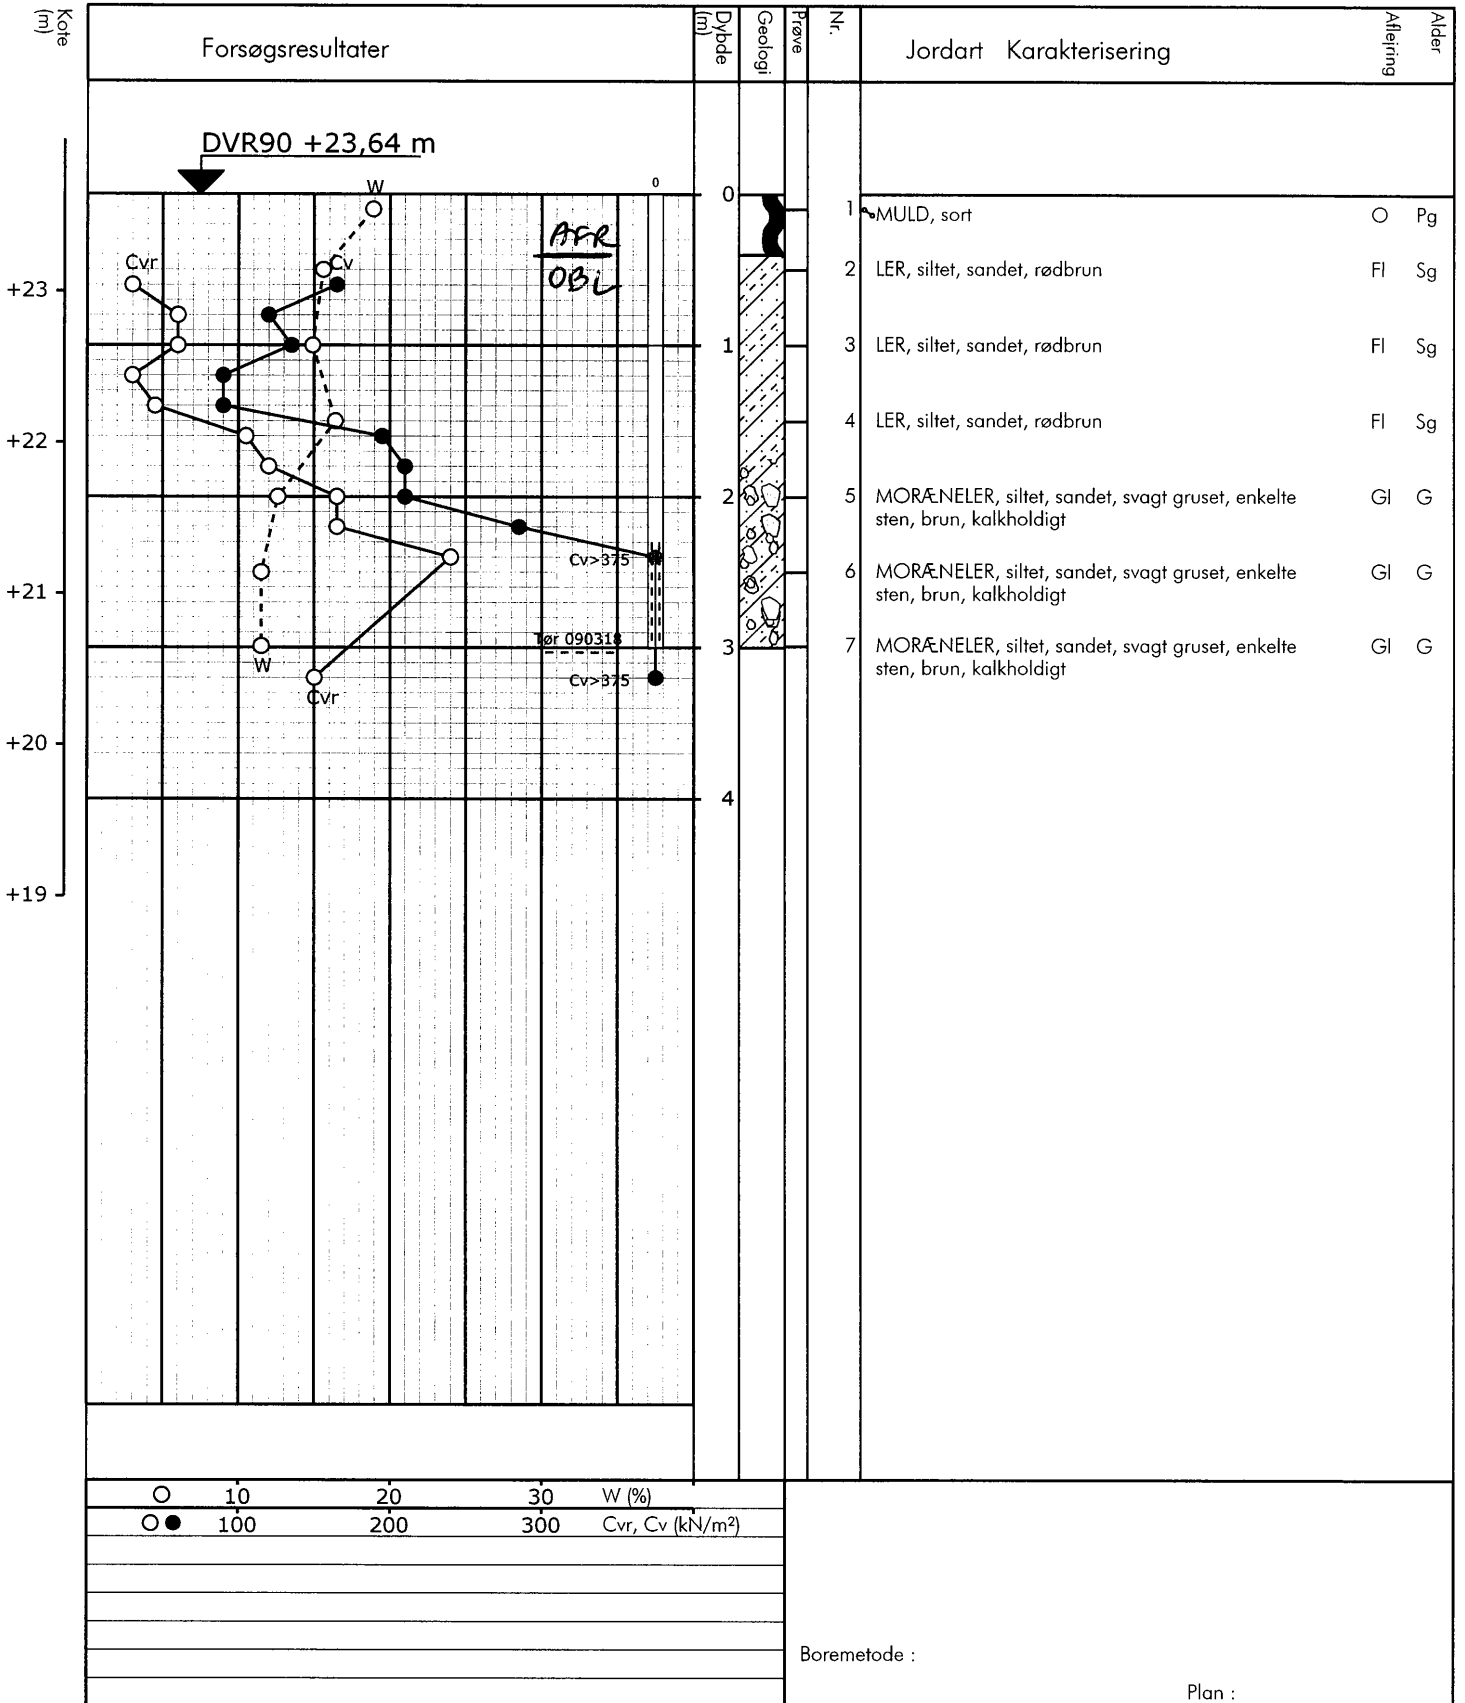 Kote (m)
Forsøgsresultater
Dybde (m)
Geologi
Prøve
Nr.
Jordart Karakterisering
Aflejring
Alder
DVR90 +23,64 m
W
0
0
AFR
OBL
1 MULD, sort O Pg
Cvr
Cv
2 LER, siltet, sandet, rødbrun Fl Sg
+23
1
3 LER, siltet, sandet, rødbrun Fl Sg
4 LER, siltet, sandet, rødbrun Fl Sg
+22
2
5 MORÆNELER, siltet, sandet, svagt gruset, enkelte Gl G
sten, brun, kalkholdigt
Cv>375
6 MORÆNELER, siltet, sandet, svagt gruset, enkelte Gl G
sten, brun, kalkholdigt
+21
Tør 090318
3
7 MORÆNELER, siltet, sandet, svagt gruset, enkelte Gl G
sten, brun, kalkholdigt
W
Cv>375
Cvr
+20
4
+19
10 20 30 W (%)
100 200 300 Cvr, Cv (kN/m²)
Boremetode :
Plan :